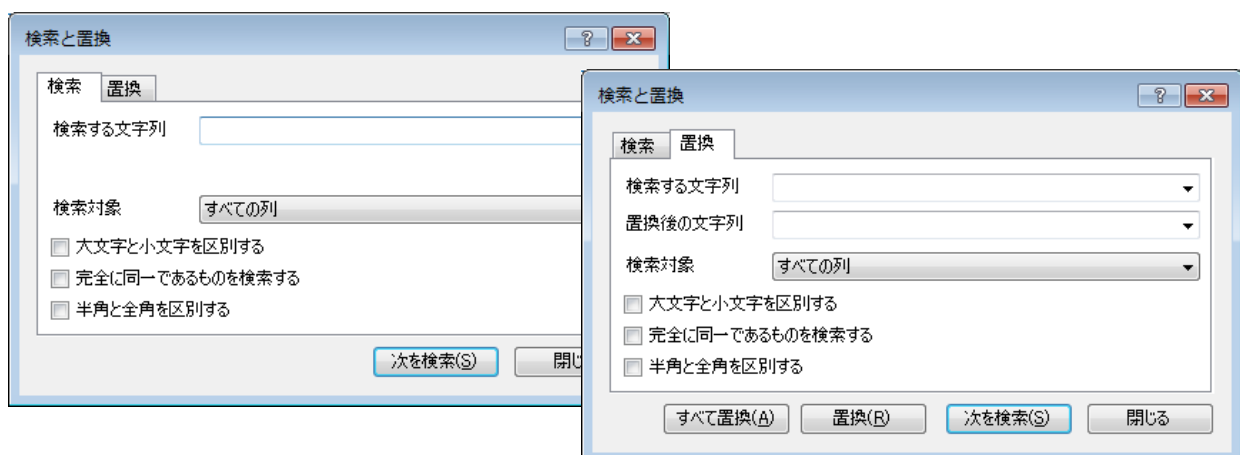 検索と置換
検索 置換
検索する文字列
検索対象 すべての列
大文字と小文字を区別する
完全に同一であるものを検索する
半角と全角を区別する
次を検索(S) 閉じ
検索と置換
検索 置換
検索する文字列
置換後の文字列
検索対象 すべての列
大文字と小文字を区別する
完全に同一であるものを検索する
半角と全角を区別する
すべて置換(A) 置換(R) 次を検索(S) 閉じる